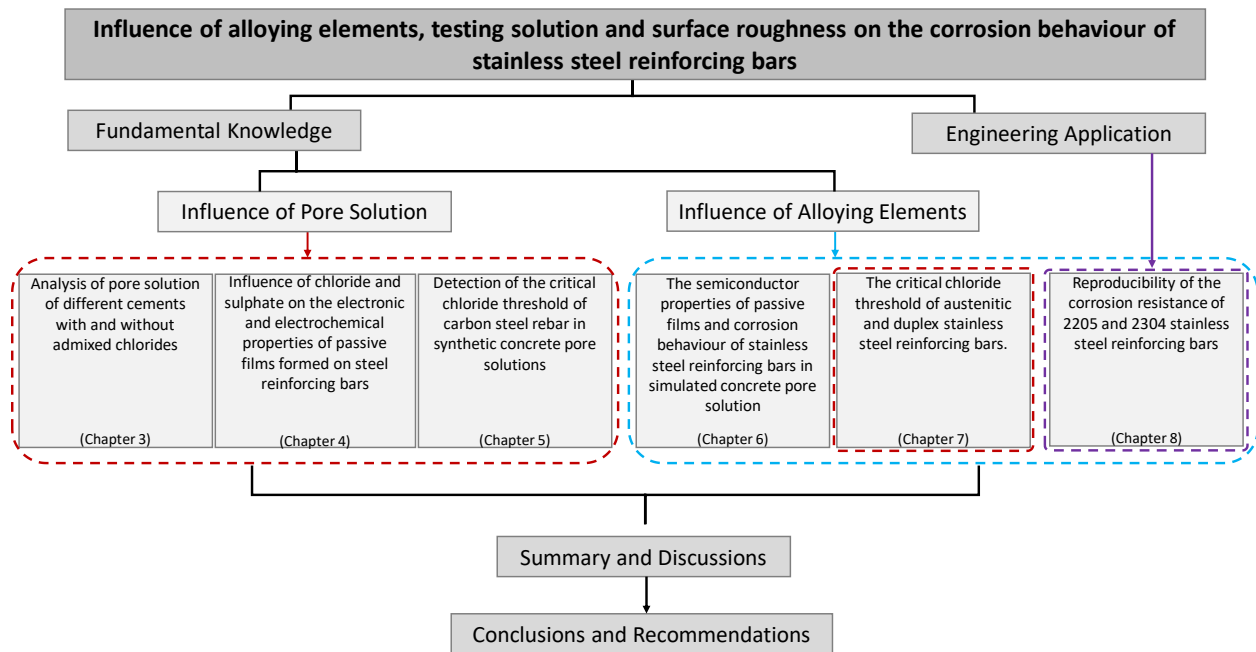 Influence of alloying elements, testing solution and surface roughness on the corrosion behaviour of
stainless steel reinforcing bars
Fundamental Knowledge
Engineering Application
Influence of Pore Solution
Influence of Alloying Elements
Analysis of pore solution
of different cements
with and without
admixed chlorides
(Chapter 3)
Influence of chloride and
sulphate on the electronic
and electrochemical
properties of passive
films formed on steel
reinforcing bars
(Chapter 4)
Detection of the critical
chloride threshold of
carbon steel rebar in
synthetic concrete pore
solutions
(Chapter 5)
The semiconductor
properties of passive
films and corrosion
behaviour of stainless
steel reinforcing bars in
simulated concrete pore
solution
(Chapter 6)
The critical chloride
threshold of austenitic
and duplex stainless
steel reinforcing bars.
(Chapter 7)
Reproducibility of the
corrosion resistance of
2205 and 2304 stainless
steel reinforcing bars
(Chapter 8)
Summary and Discussions
Conclusions and Recommendations